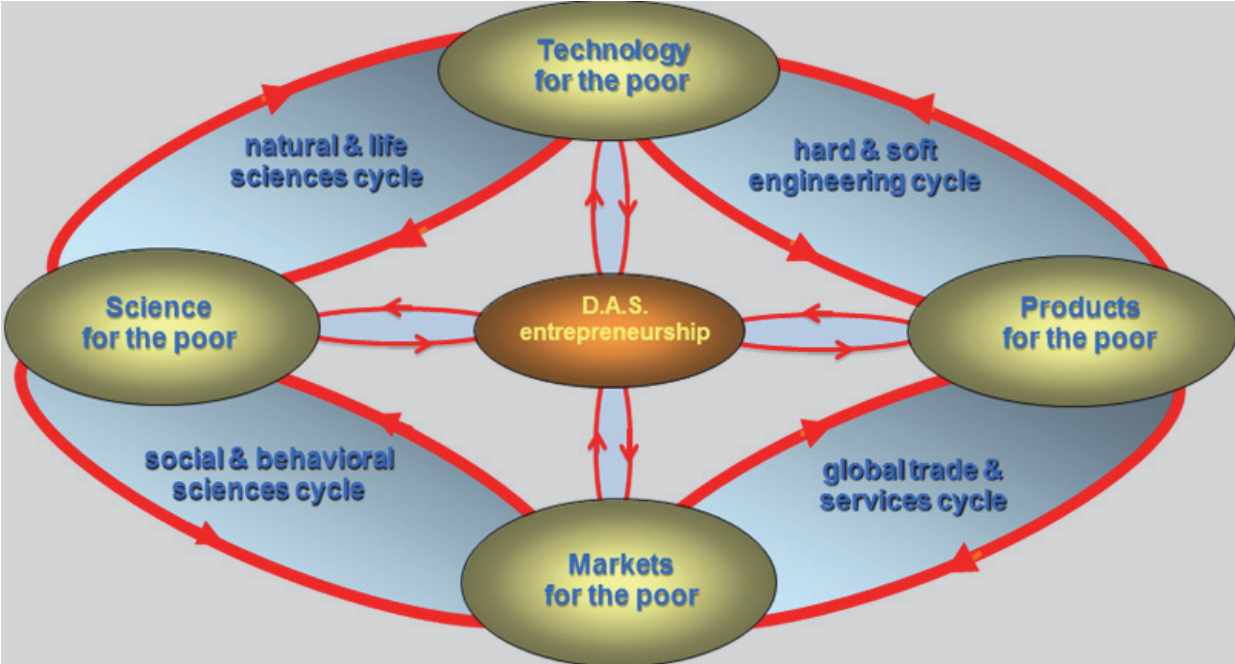 Technology
for the poor
natural & life
sciences cycle
hard & soft
engineering cycle
Science
for the poor
D.A.S.
entrepreneurship
Products
for the poor
social & behavioral
sciences cycle
global trade &
services cycle
Markets
for the poor